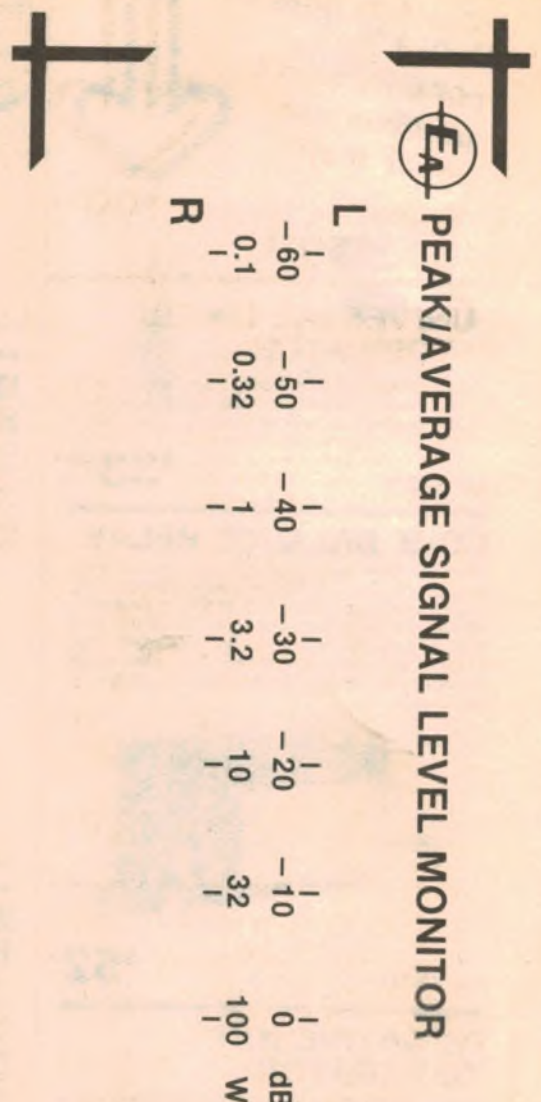 EA PEAK/AVERAGE SIGNAL LEVEL MONITOR
L
-60 -50 -40 -30 -20 -10 0 dB
0.1 0.32 1 3.2 10 32 100 W
R